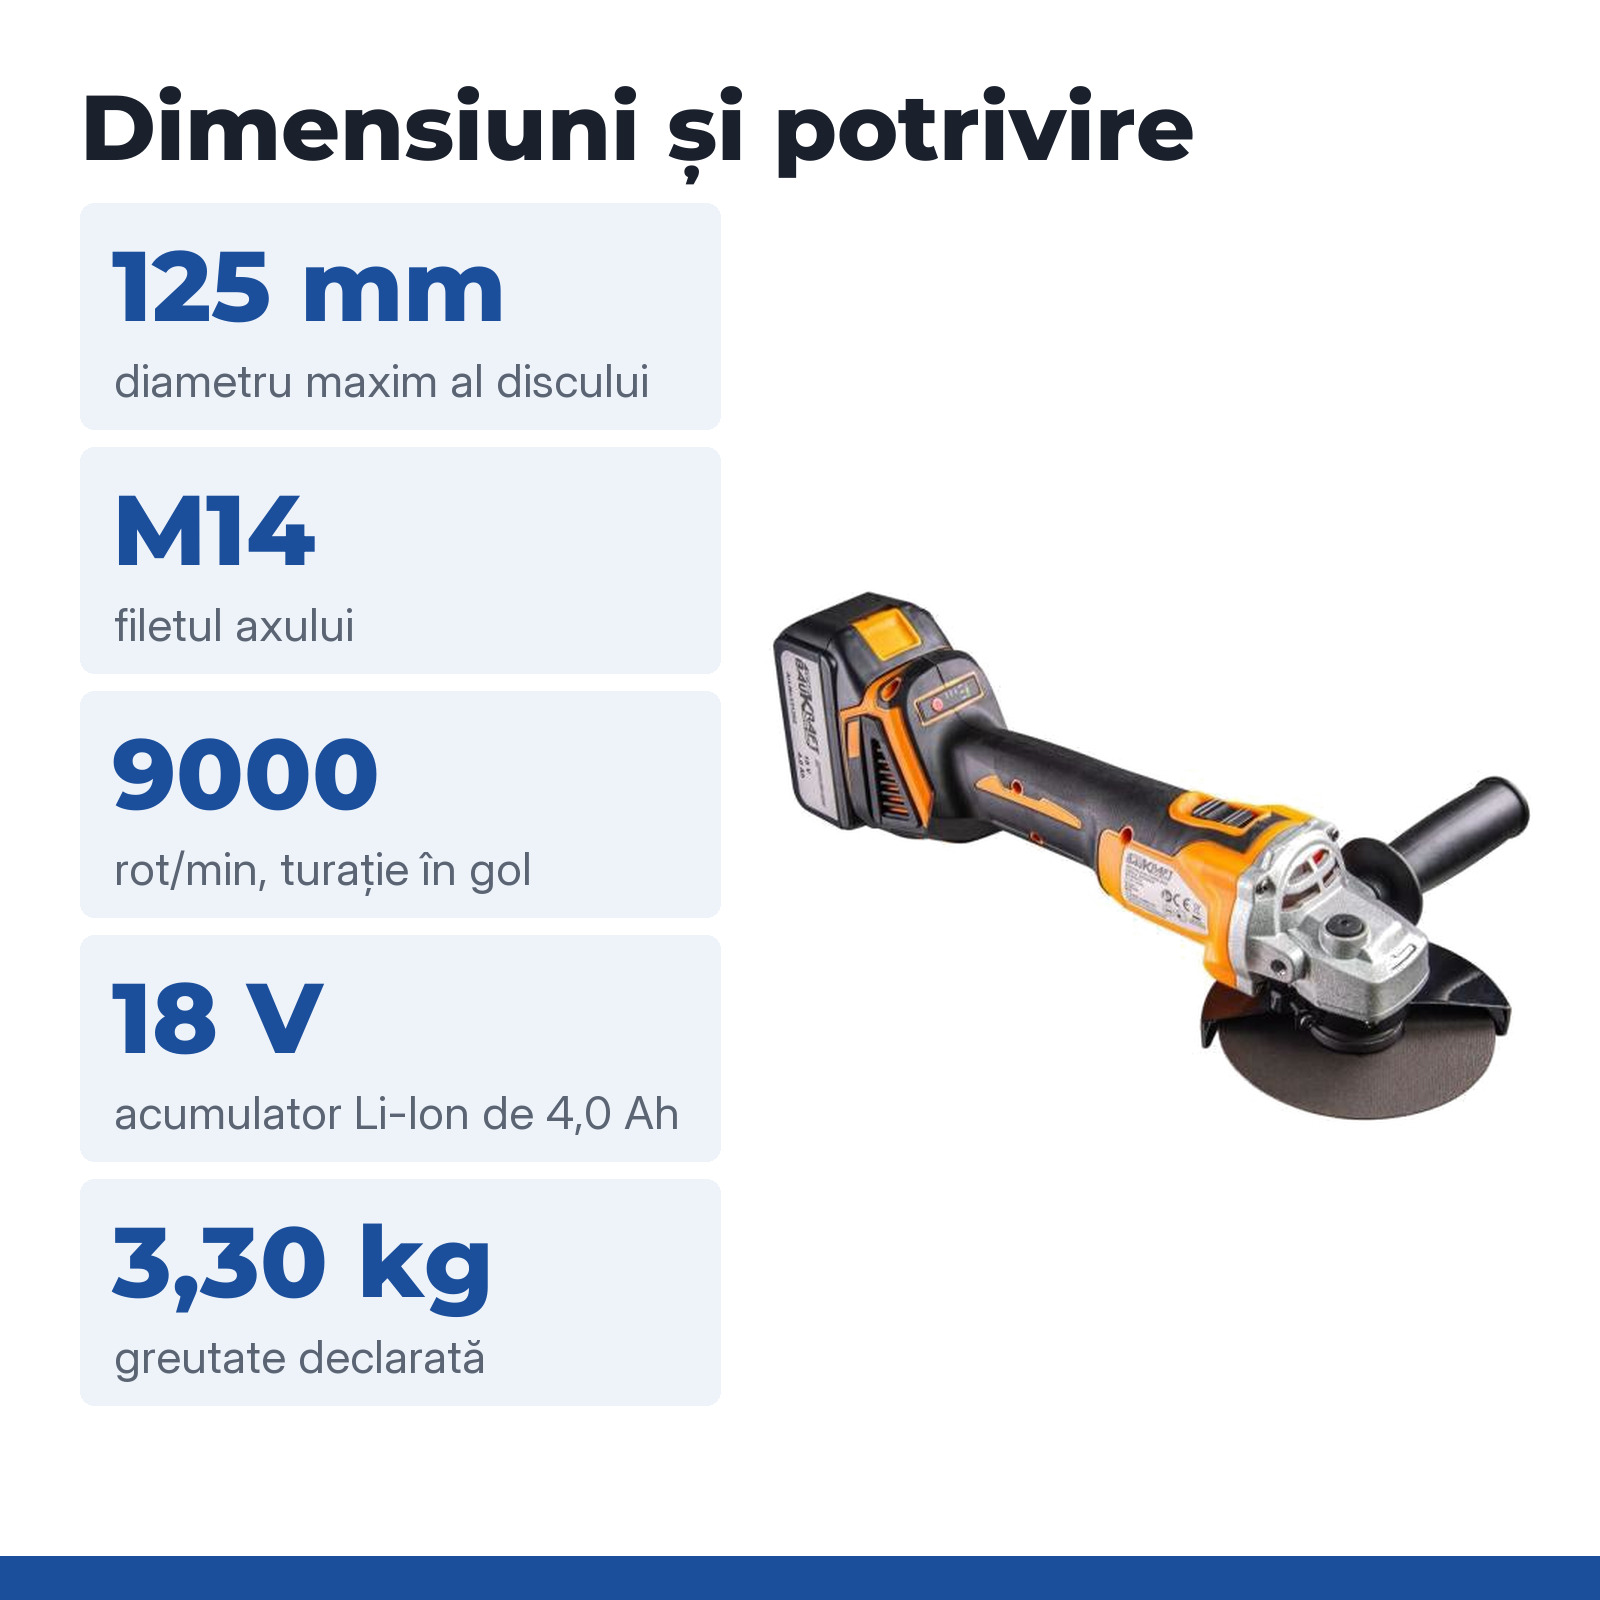 Dimensiuni și potrivire
125 mm
diametru maxim al discului
M14
filetul axului
9000
rot/min, turație în gol
18 V
acumulator Li-Ion de 4,0 Ah
3,30 kg
greutate declarată